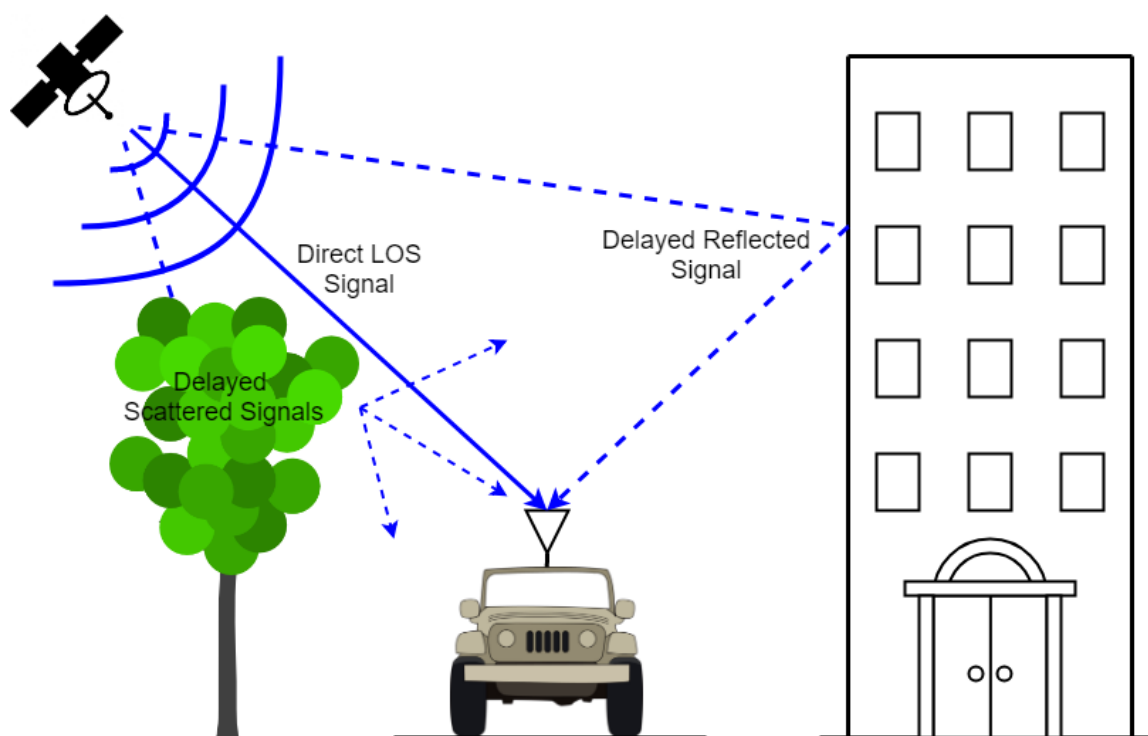 Direct LOS
Signal
Delayed Reflected
Signal
Delayed
Scattered Signals